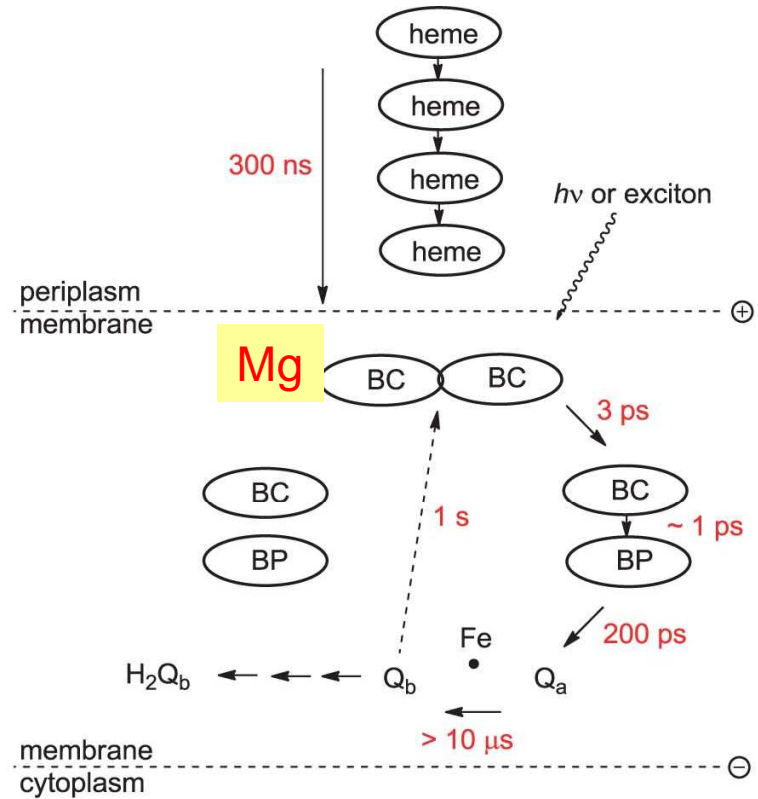 heme
heme
300 ns
heme
hν or exciton
heme
periplasm
membrane
+
Mg
BC
BC
3 ps
BC
BC
1 s
~ 1 ps
BP
BP
200 ps
Fe
H₂Q_b
Q_b
Q_a
> 10 μs
membrane
cytoplasm
−